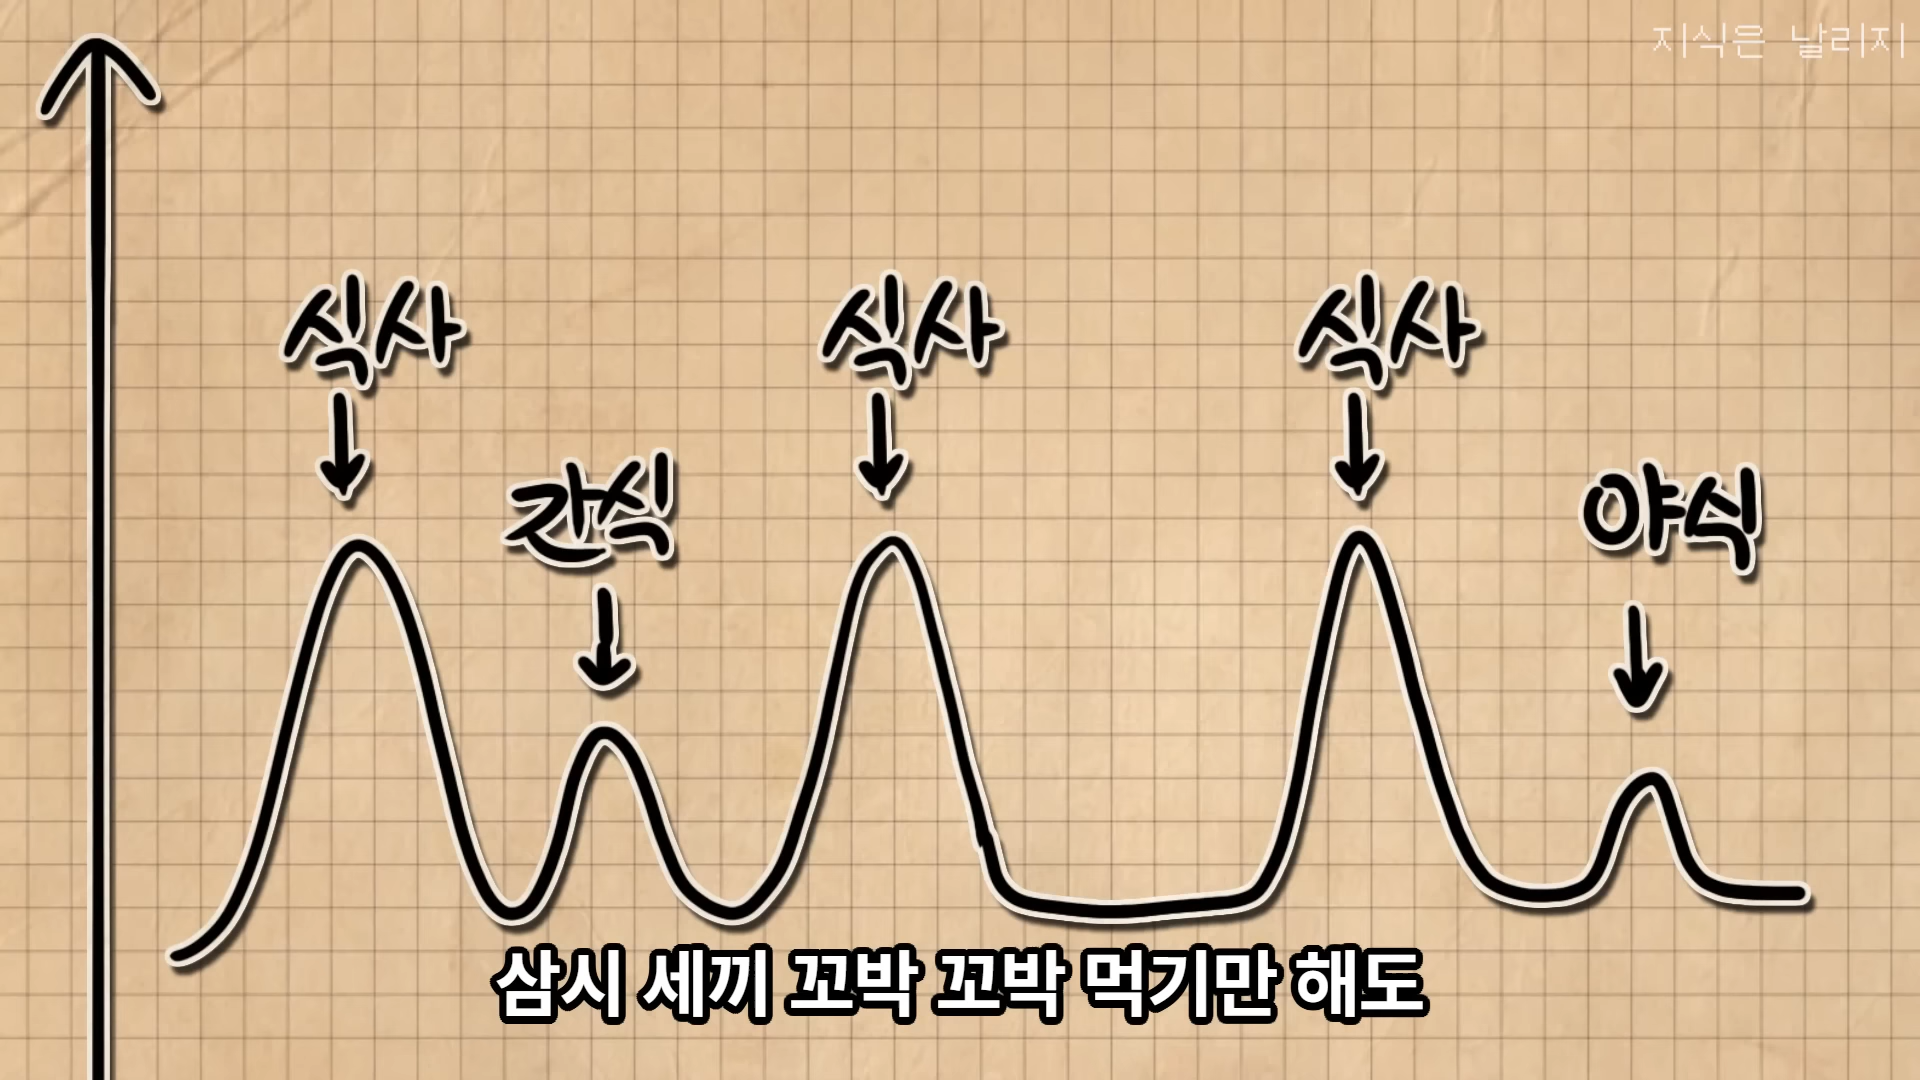 지식은 날리지
식사
식사
식사
간식
야식
삼시 세끼 꼬박 꼬박 먹기만 해도